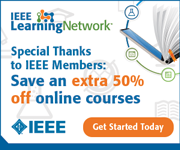 IEEE
LearningNetwork
Special Thanks
to IEEE Members:
Save an extra 50%
off online courses
IEEE
Get Started Today